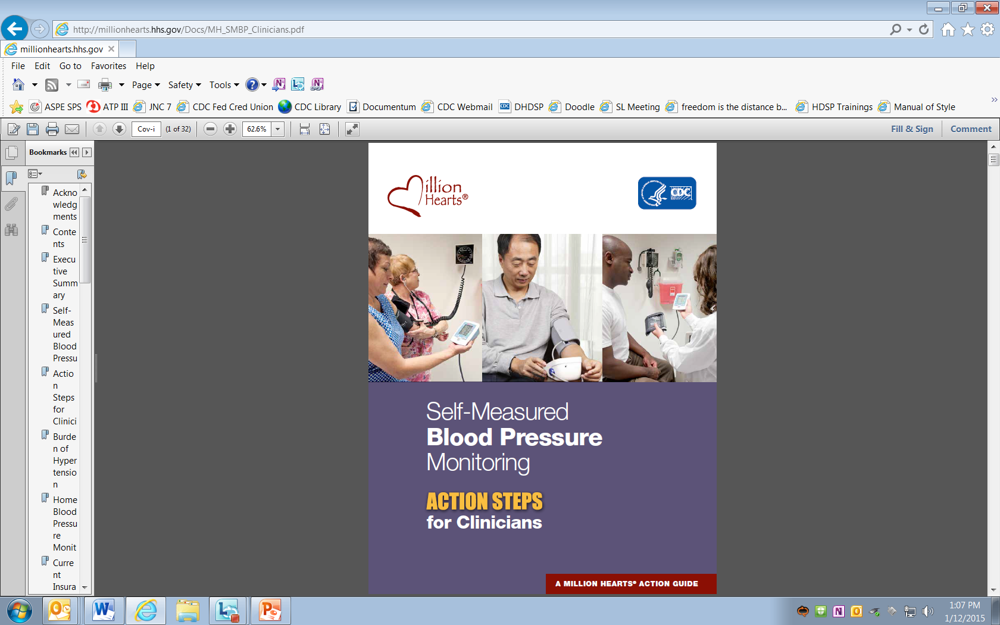 http://millionhearts.hhs.gov/Docs/MH_SMBP_Clinicians.pdf
millionhearts.hhs.gov
File Edit Go to Favorites Help
Page Safety Tools
ASPE SPS ATP III JNC 7 CDC Fed Cred Union CDC Library Documentum CDC Webmail DHDSP Doodle SL Meeting freedom is the distance b... HDSP Trainings Manual of Style
Cov-i (1 of 32) 62.6% Fill & Sign Comment
Bookmarks
Ackno
wledg
ments
Conte
nts
Execu
tive
Summ
ary
Self-
Meas
ured
Blood
Pressu
Actio
n
Steps
for
Clinici
Burde
n of
Hyper
tensio
n
Home
Blood
Pressu
re
Monit
Curre
nt
Insura
Million
Hearts®
CDC
Self-Measured
Blood Pressure
Monitoring
ACTION STEPS
for Clinicians
A MILLION HEARTS® ACTION GUIDE
1:07 PM
1/12/2015